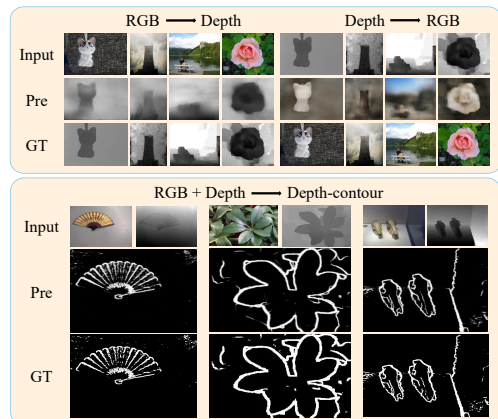 RGB ⟶ Depth Depth ⟶ RGB
Input
Pre
GT
RGB + Depth ⟶ Depth-contour
Input
Pre
GT